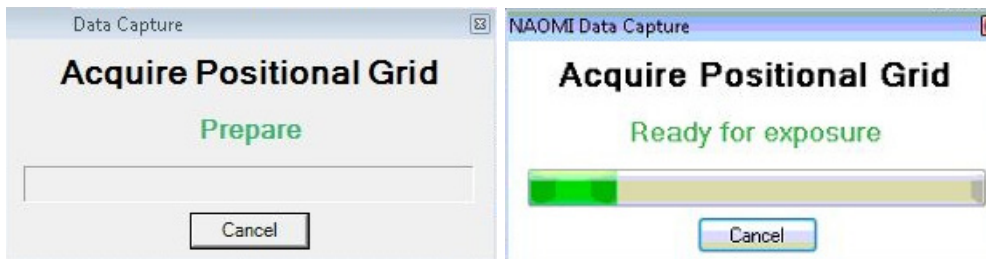 Data Capture
Acquire Positional Grid
Prepare
Cancel
NAOMI Data Capture
Acquire Positional Grid
Ready for exposure
Cancel